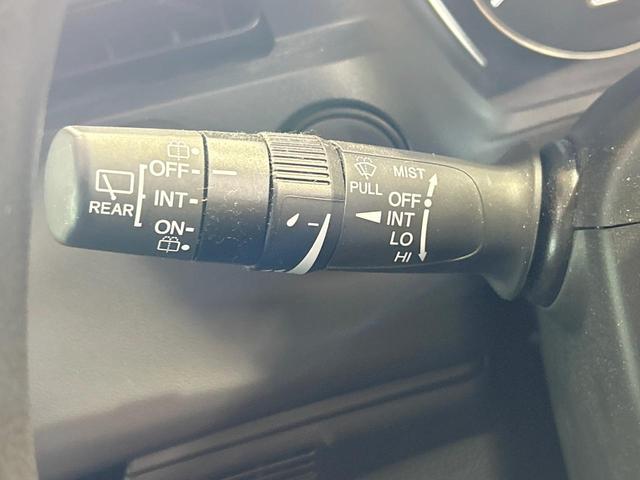 REAR
OFF
INT
ON
PULL
MIST
OFF
INT
LO
HI